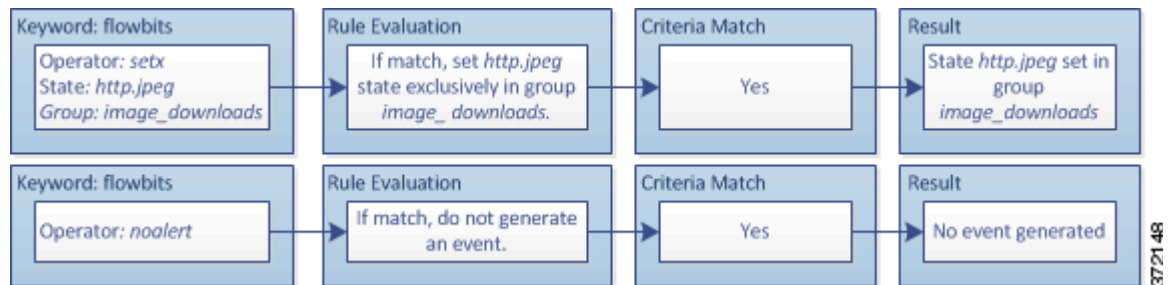 Keyword: flowbits
Operator: setx
State: http.jpeg
Group: image_downloads
Rule Evaluation
If match, set http.jpeg
state exclusively in group
image_ downloads.
Criteria Match
Yes
Result
State http.jpeg set in
group
image_downloads
Keyword: flowbits
Operator: noalert
Rule Evaluation
If match, do not generate
an event.
Criteria Match
Yes
Result
No event generated
372148